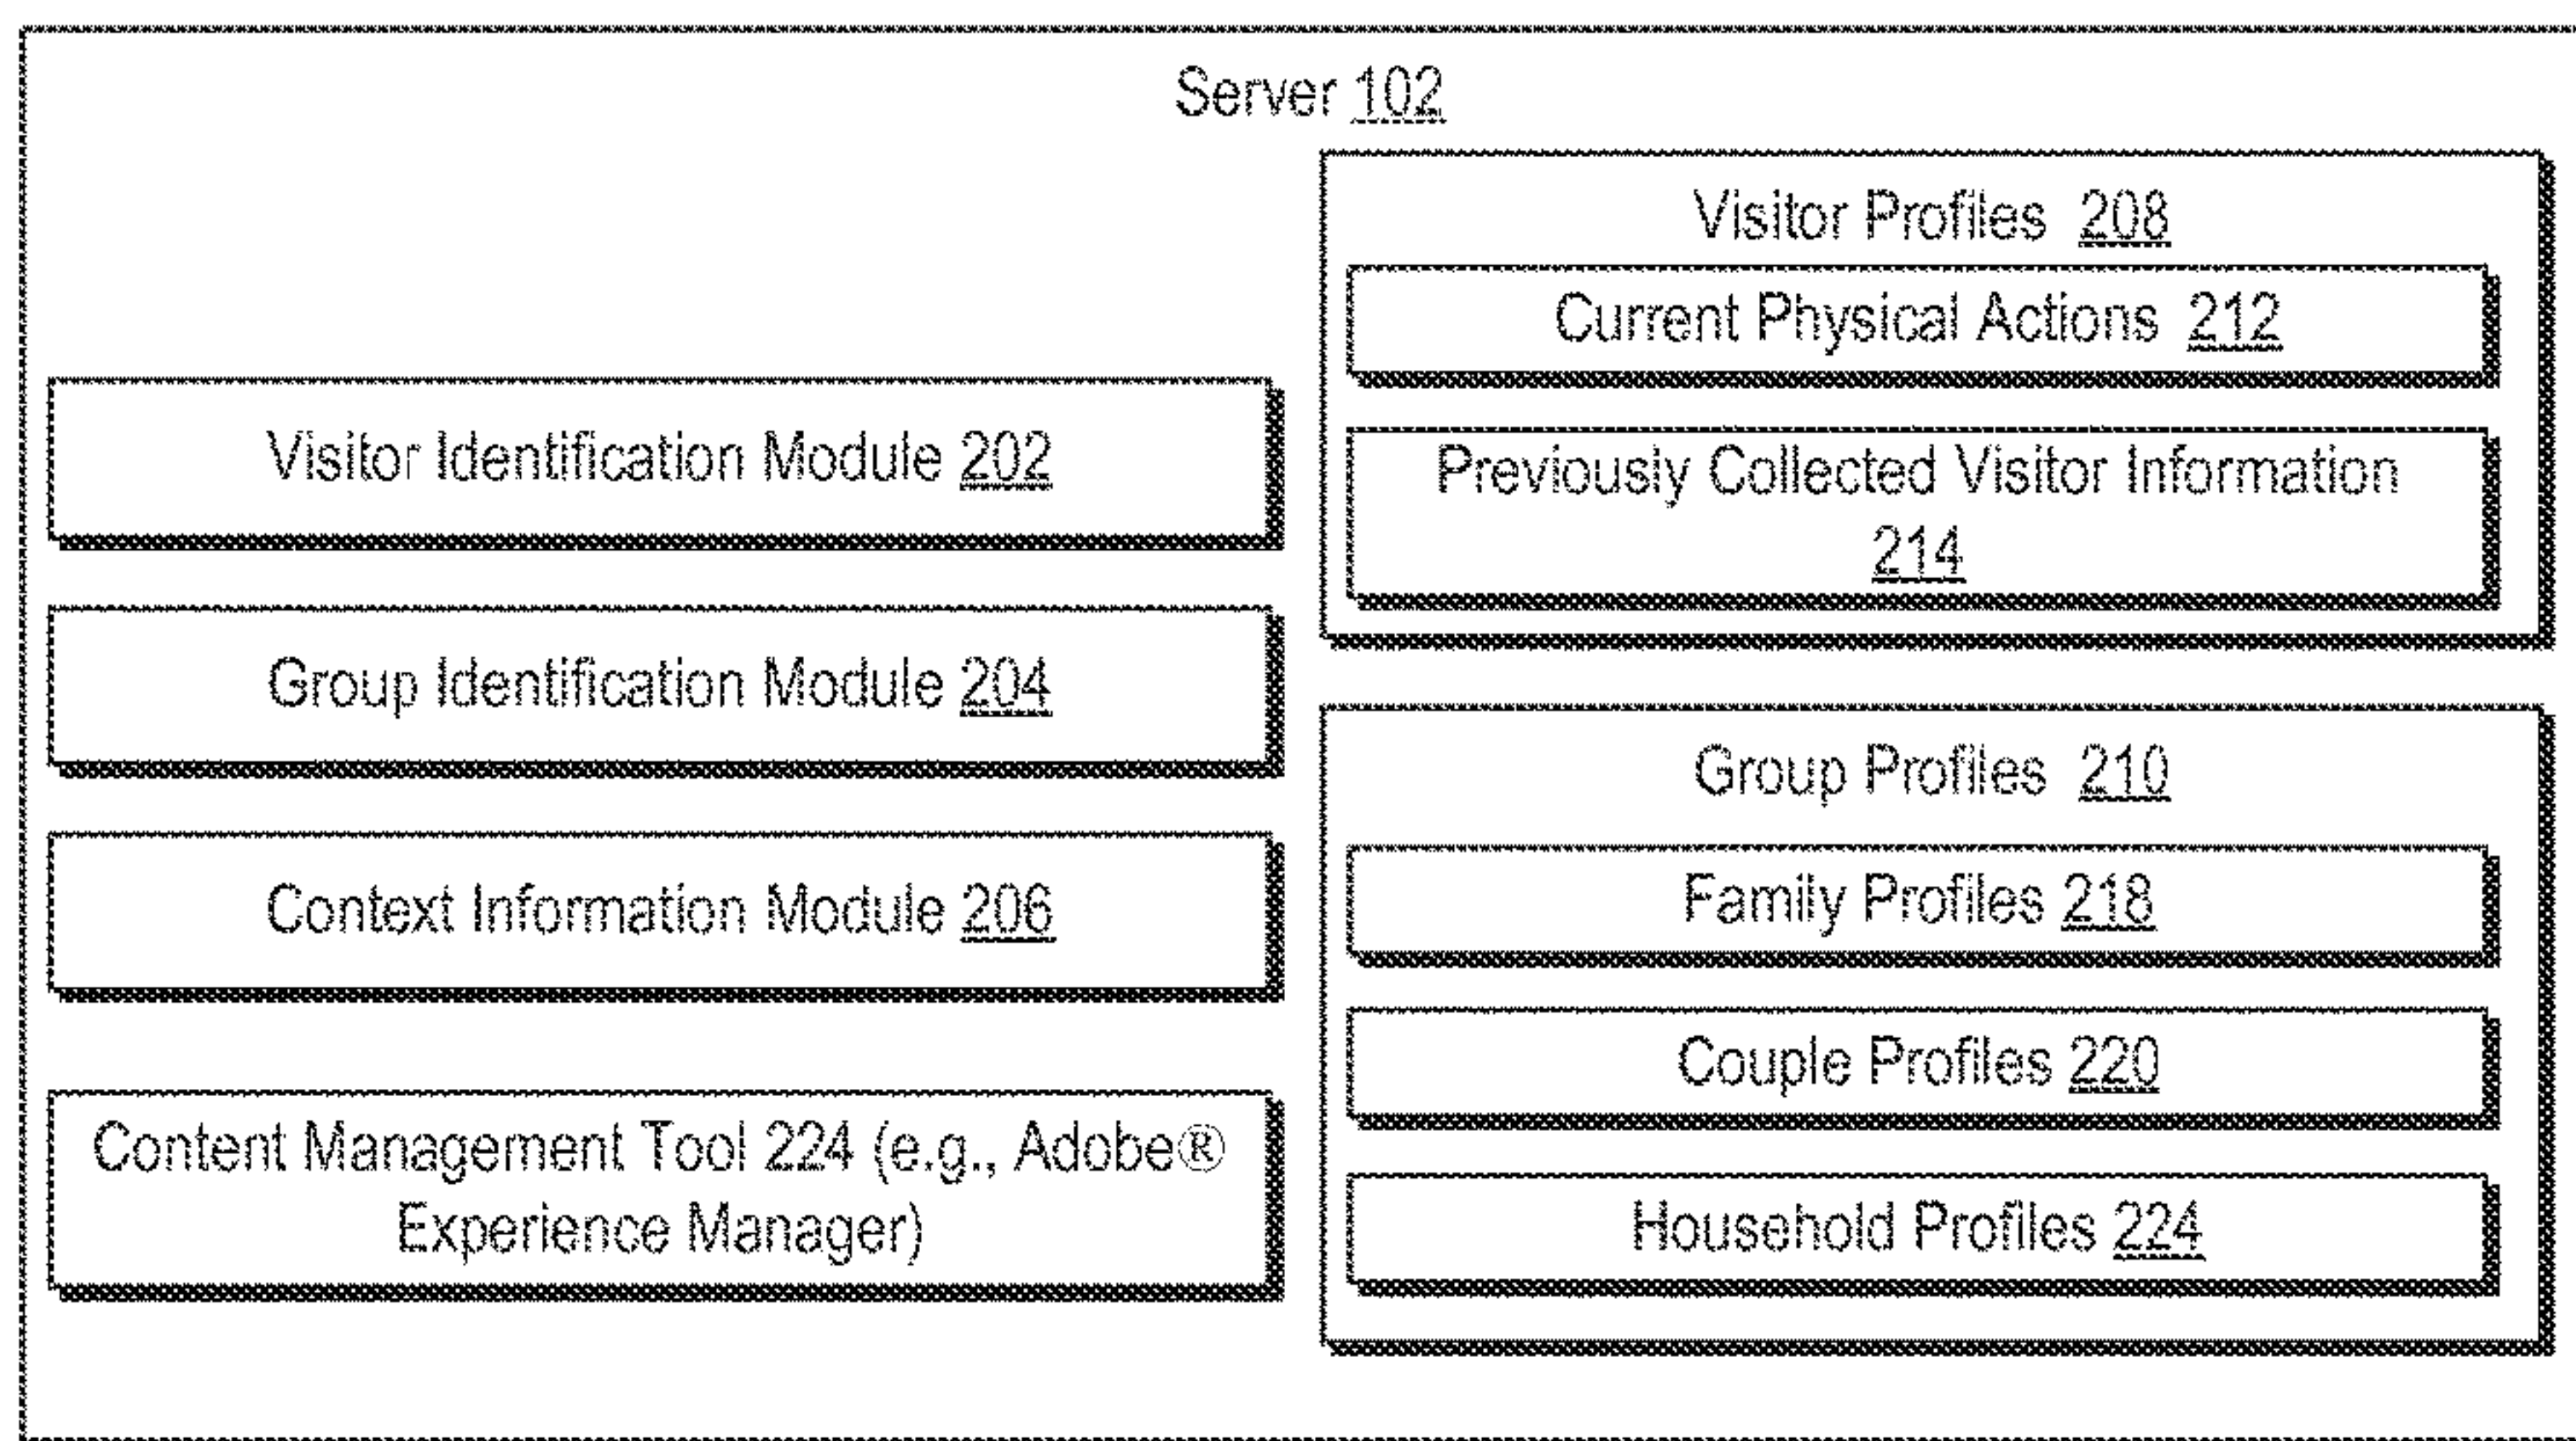 Server 102
Visitor Identification Module 202
Group Identification Module 204
Context Information Module 206
Content Management Tool 224 (e.g., Adobe®
Experience Manager)
Visitor Profiles 208
Current Physical Actions 212
Previously Collected Visitor Information
214
Group Profiles 210
Family Profiles 218
Couple Profiles 220
Household Profiles 224